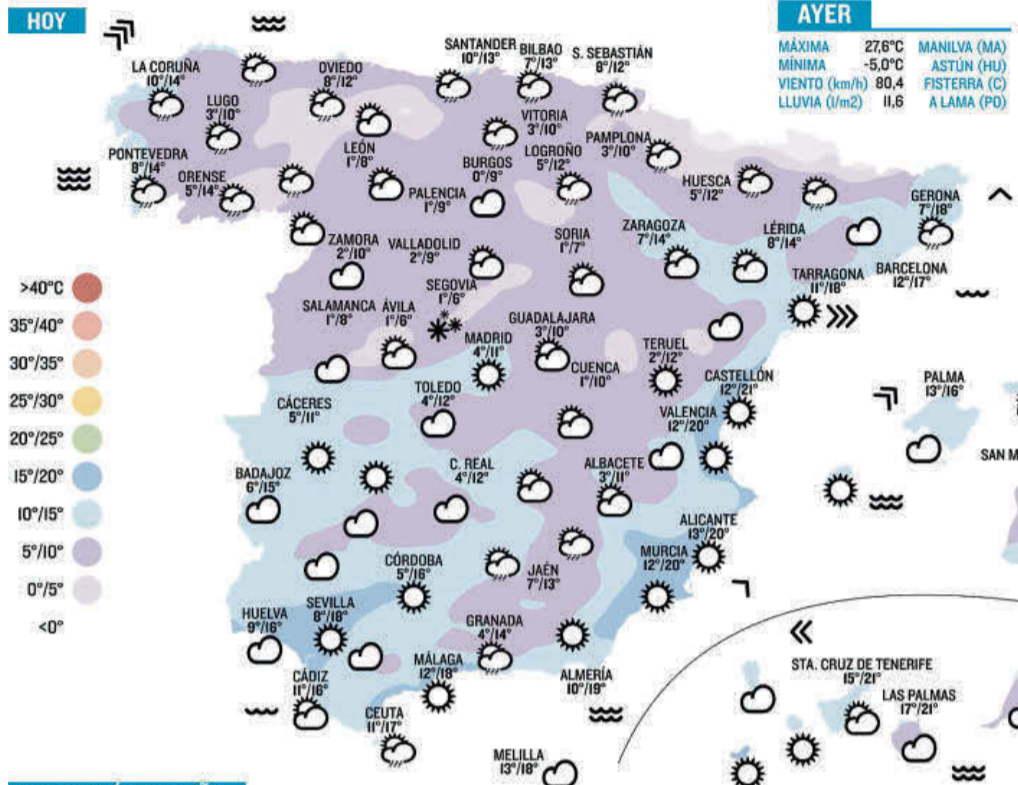 HOY
AYER
MÁXIMA 27,6°C MANILVA (MA)
MÍNIMA -5,0°C ASTÚN (HU)
VIENTO (km/h) 80,4 FISTERRA (C)
LLUVIA (l/m2) 11,6 A LAMA (PO)
LA CORUÑA
10°/14°
OVIEDO
8°/12°
SANTANDER
10°/13°
BILBAO
7°/13°
S. SEBASTIÁN
8°/12°
LUGO
3°/10°
VITORIA
3°/10°
PAMPLONA
3°/10°
LEÓN
1°/8°
BURGOS
0°/9°
LOGROÑO
5°/12°
PONTEVEDRA
8°/14°
ORENSE
5°/14°
PALENCIA
1°/9°
HUESCA
5°/12°
GERONA
7°/18°
ZAMORA
2°/10°
VALLADOLID
2°/9°
SORIA
1°/7°
ZARAGOZA
7°/14°
LÉRIDA
8°/14°
BARCELONA
12°/17°
TARRAGONA
11°/18°
SEGOVIA
1°/6°
SALAMANCA
1°/8°
ÁVILA
1°/6°
MADRID
4°/11°
GUADALAJARA
3°/10°
TERUEL
2°/12°
CUENCA
1°/10°
CASTELLÓN
12°/21°
PALMA
13°/16°
CÁCERES
5°/11°
TOLEDO
4°/12°
VALENCIA
12°/20°
SAN M
BADAJOZ
6°/15°
C. REAL
4°/12°
ALBACETE
3°/11°
ALICANTE
13°/20°
MURCIA
12°/20°
CÓRDOBA
5°/16°
JAÉN
7°/13°
HUELVA
9°/16°
SEVILLA
8°/18°
GRANADA
4°/14°
MÁLAGA
12°/18°
ALMERÍA
10°/19°
CÁDIZ
11°/16°
CEUTA
11°/17°
MELILLA
13°/18°
STA. CRUZ DE TENERIFE
15°/21°
LAS PALMAS
17°/21°
>40°C
35°/40°
30°/35°
25°/30°
20°/25°
15°/20°
10°/15°
5°/10°
0°/5°
<0°